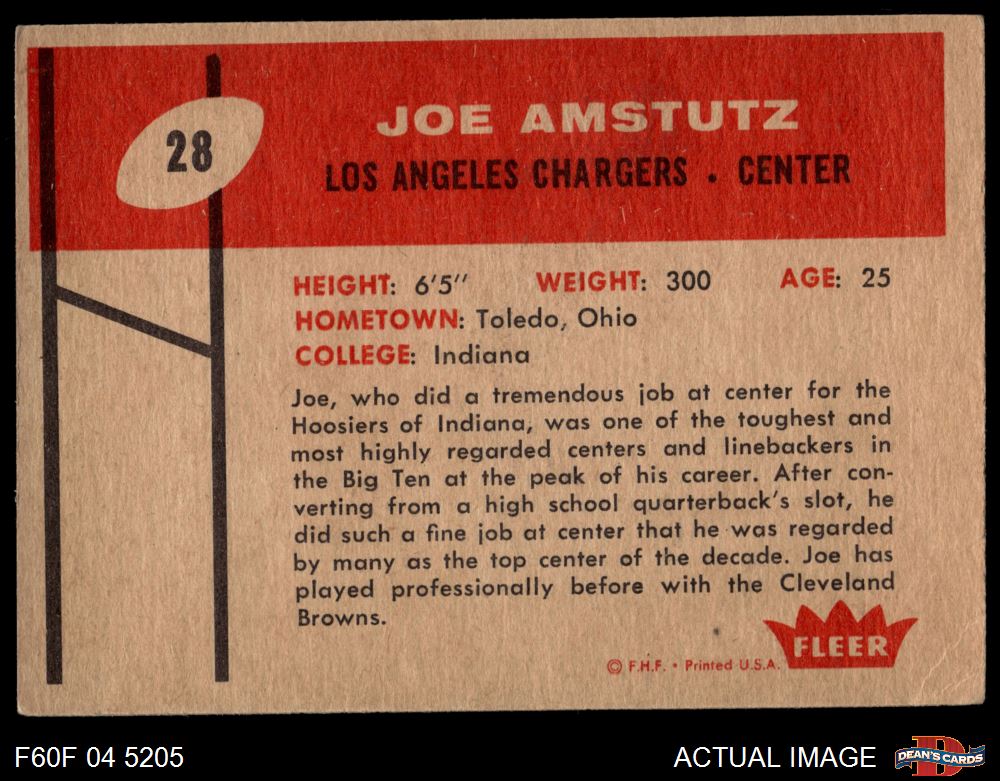 28
JOE AMSTUTZ
LOS ANGELES CHARGERS . CENTER
HEIGHT: 6'5" WEIGHT: 300 AGE: 25
HOMETOWN: Toledo, Ohio
COLLEGE: Indiana
Joe, who did a tremendous job at center for the
Hoosiers of Indiana, was one of the toughest and
most highly regarded centers and linebackers in
the Big Ten at the peak of his career. After con-
verting from a high school quarterback's slot, he
did such a fine job at center that he was regarded
by many as the top center of the decade. Joe has
played professionally before with the Cleveland
Browns.
FLEER
© F.H.F. • Printed U.S.A.
F60F 04 5205
ACTUAL IMAGE
D
DEAN'S CARDS